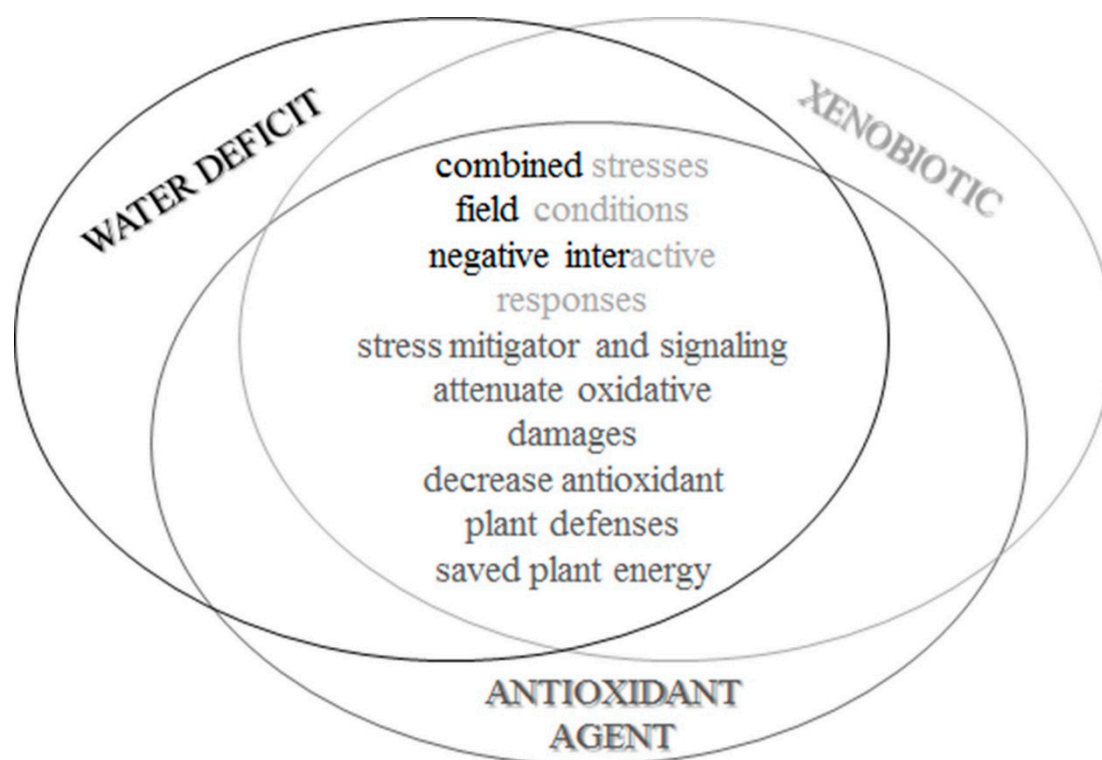 WATER DEFICIT
XENOBIOTIC
combined stresses
field conditions
negative interactive
responses
stress mitigator and signaling
attenuate oxidative
damages
decrease antioxidant
plant defenses
saved plant energy
ANTIOXIDANT
AGENT